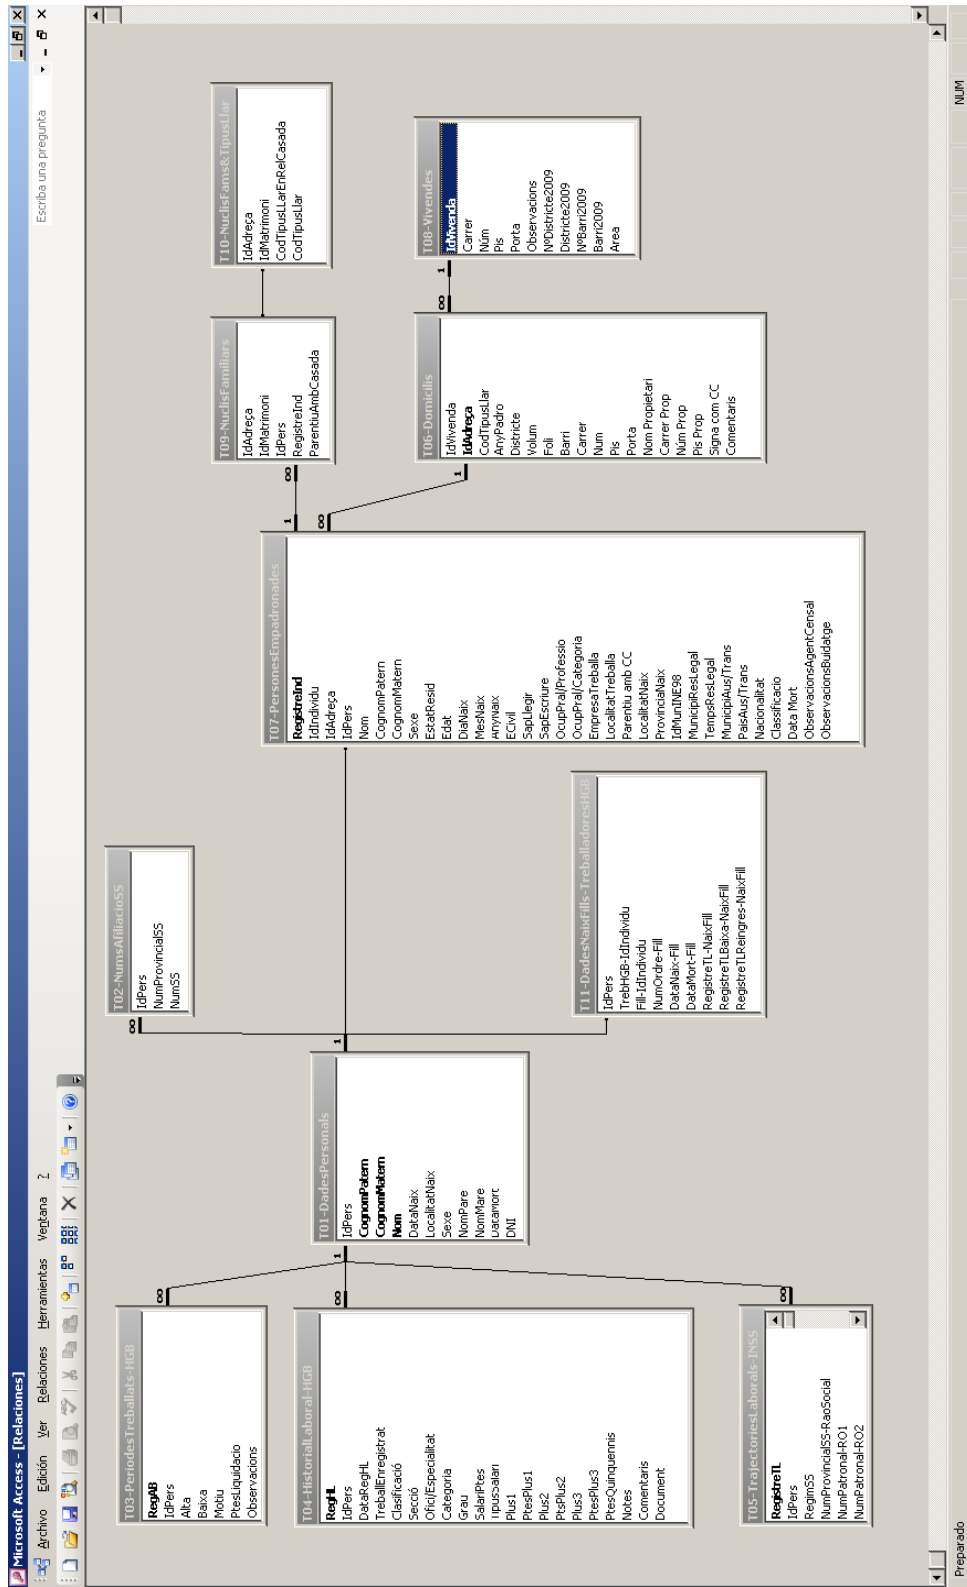 Microsoft Access - [Relaciones]
Archivo Edición Ver Relaciones Herramientas Ventana ?
Escriba una pregunta
T03-PeriodesTreballats-HGB
RegAB
IdPers
Alta
Baixa
Motiu
PtesLiquidacio
Observacions
T04-HistorialLaboral-HGB
RegHL
IdPers
DataRegHL
TreballEnregistrat
Clasificació
Secció
Ofici/Especialitat
Categoria
Grau
SalariPtes
TipusSalari
Plus1
PtesPlus1
Plus2
PtsPlus2
Plus3
PtesPlus3
PtesQuinquennis
Notes
Comentaris
Document
T05-TrajectoriesLaborals-INSS
RegistreTL
IdPers
RegimSS
NumProvincialSS-RaoSocial
NumPatronal-RO1
NumPatronal-RO2
T01-DadesPersonals
IdPers
CognomPatern
CognomMatern
Nom
DataNaix
LocalitatNaix
Sexe
NomPare
NomMare
DataMort
DNI
T02-NumsAfiliacioSS
IdPers
NumProvincialSS
NumSS
T11-DadesNaixFills-TreballadoresHGB
IdPers
TrebHGB-IdIndividu
Fill-IdIndividu
NumOrdre-Fill
DataNaix-Fill
DataMort-Fill
RegistreTL-NaixFill
RegistreTLBaixa-NaixFill
RegistreTLReingres-NaixFill
T07-PersonesEmpadronades
RegistreInd
IdIndividu
IdAdreça
IdPers
Nom
CognomPatern
CognomMatern
Sexe
EstatResid
Edat
DiaNaix
MesNaix
AnyNaix
ECivil
SapLlegir
SapEscriure
OcupPral/Professio
OcupPral/Categoria
EmpresaTreballa
LocalitatTreballa
Parentiu amb CC
LocalitatNaix
ProvinciaNaix
IdMunINE98
MunicipiResLegal
TempsResLegal
MunicipiAus/Trans
PaisAus/Trans
Nacionalitat
Classificacio
Data Mort
ObservacionsAgentCensal
ObservacionsBuidatge
T09-NuclisFamiliars
IdAdreça
IdMatrimoni
IdPers
RegistreInd
ParentiuAmbCasada
T06-Domicilis
IdVivenda
IdAdreça
CodTipusLlar
AnyPadro
Districte
Volum
Foli
Barri
Carrer
Num
Pis
Porta
Nom Propietari
Carrer Prop
Núm Prop
Pis Prop
Signa com CC
Comentaris
T10-NuclisFams&TipusLlar
IdAdreça
IdMatrimoni
CodTipusLLarEnRelCasada
CodTipusLlar
T08-Vivendes
IdVivenda
Carrer
Núm
Pis
Porta
Observacions
NºDistricte2009
Districte2009
NºBarri2009
Barri2009
Area
1 ∞
1 ∞
1 ∞
1 ∞
1 ∞
∞ 1
∞ 1
Preparado
NUM